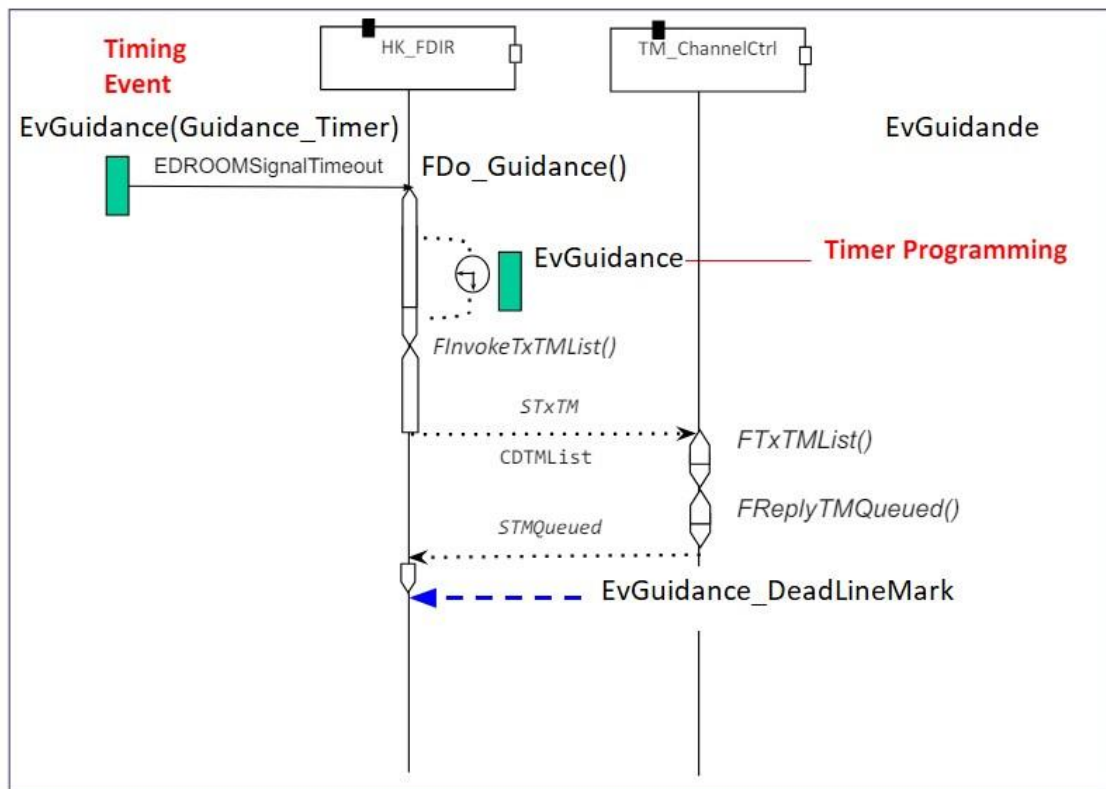 HK_FDIR
TM_ChannelCtrl
Timing
Event
EvGuidance(Guidance_Timer)
EvGuidande
EDROOMSignalTimeout
FDo_Guidance()
EvGuidance
Timer Programming
FInvokeTxTMList()
STxTM
CDTMList
FTxTMList()
FReplyTMQueued()
STMQueued
EvGuidance_DeadLineMark